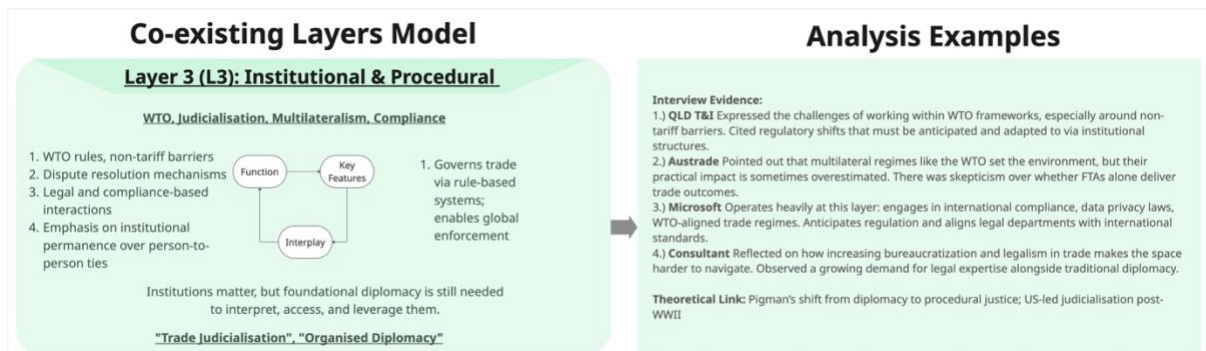 Co-existing Layers Model
Layer 3 (L3): Institutional & Procedural
WTO, Judicialisation, Multilateralism, Compliance
1. WTO rules, non-tariff barriers
2. Dispute resolution mechanisms
3. Legal and compliance-based
interactions
4. Emphasis on institutional
permanence over person-to-
person ties
Function
Key
Features
Interplay
1. Governs trade
via rule-based
systems;
enables global
enforcement
Institutions matter, but foundational diplomacy is still needed
to interpret, access, and leverage them.
"Trade Judicialisation", "Organised Diplomacy"
Analysis Examples
Interview Evidence:
1.) QLD T&I Expressed the challenges of working within WTO frameworks, especially around non-
tariff barriers. Cited regulatory shifts that must be anticipated and adapted to via institutional
structures.
2.) Austrade Pointed out that multilateral regimes like the WTO set the environment, but their
practical impact is sometimes overestimated. There was skepticism over whether FTAs alone deliver
trade outcomes.
3.) Microsoft Operates heavily at this layer: engages in international compliance, data privacy laws,
WTO-aligned trade regimes. Anticipates regulation and aligns legal departments with international
standards.
4.) Consultant Reflected on how increasing bureaucratization and legalism in trade makes the space
harder to navigate. Observed a growing demand for legal expertise alongside traditional diplomacy.
Theoretical Link: Pigman's shift from diplomacy to procedural justice; US-led judicialisation post-
WWII